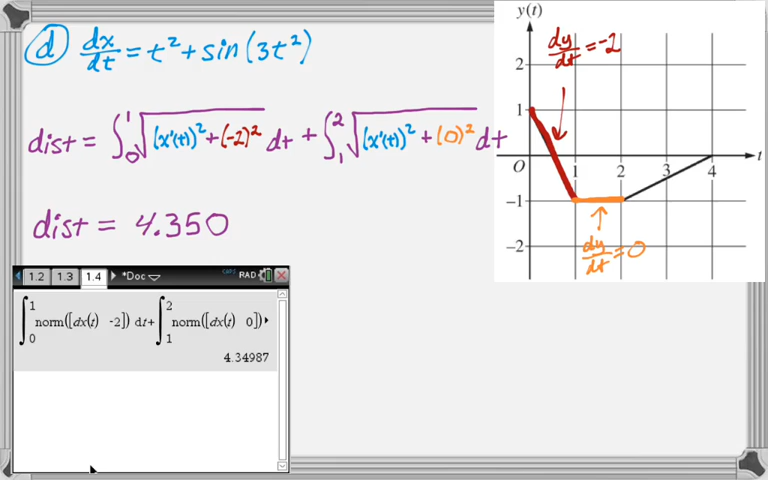 (d) dx/dt = t² + sin(3t²)
dist = ∫₀¹ √((x'(t))² + (-2)²) dt + ∫₁² √((x'(t))² + (0)²) dt
dist = 4.350
y(t)
dy/dt = -2
2
1
O
1 2 3 4
t
-1
-2
dy/dt = 0
1.2 1.3 1.4 *Doc CAPS RAD
∫₀¹ norm([dx(t) -2]) dt+ ∫₁² norm([dx(t) 0])
4.34987